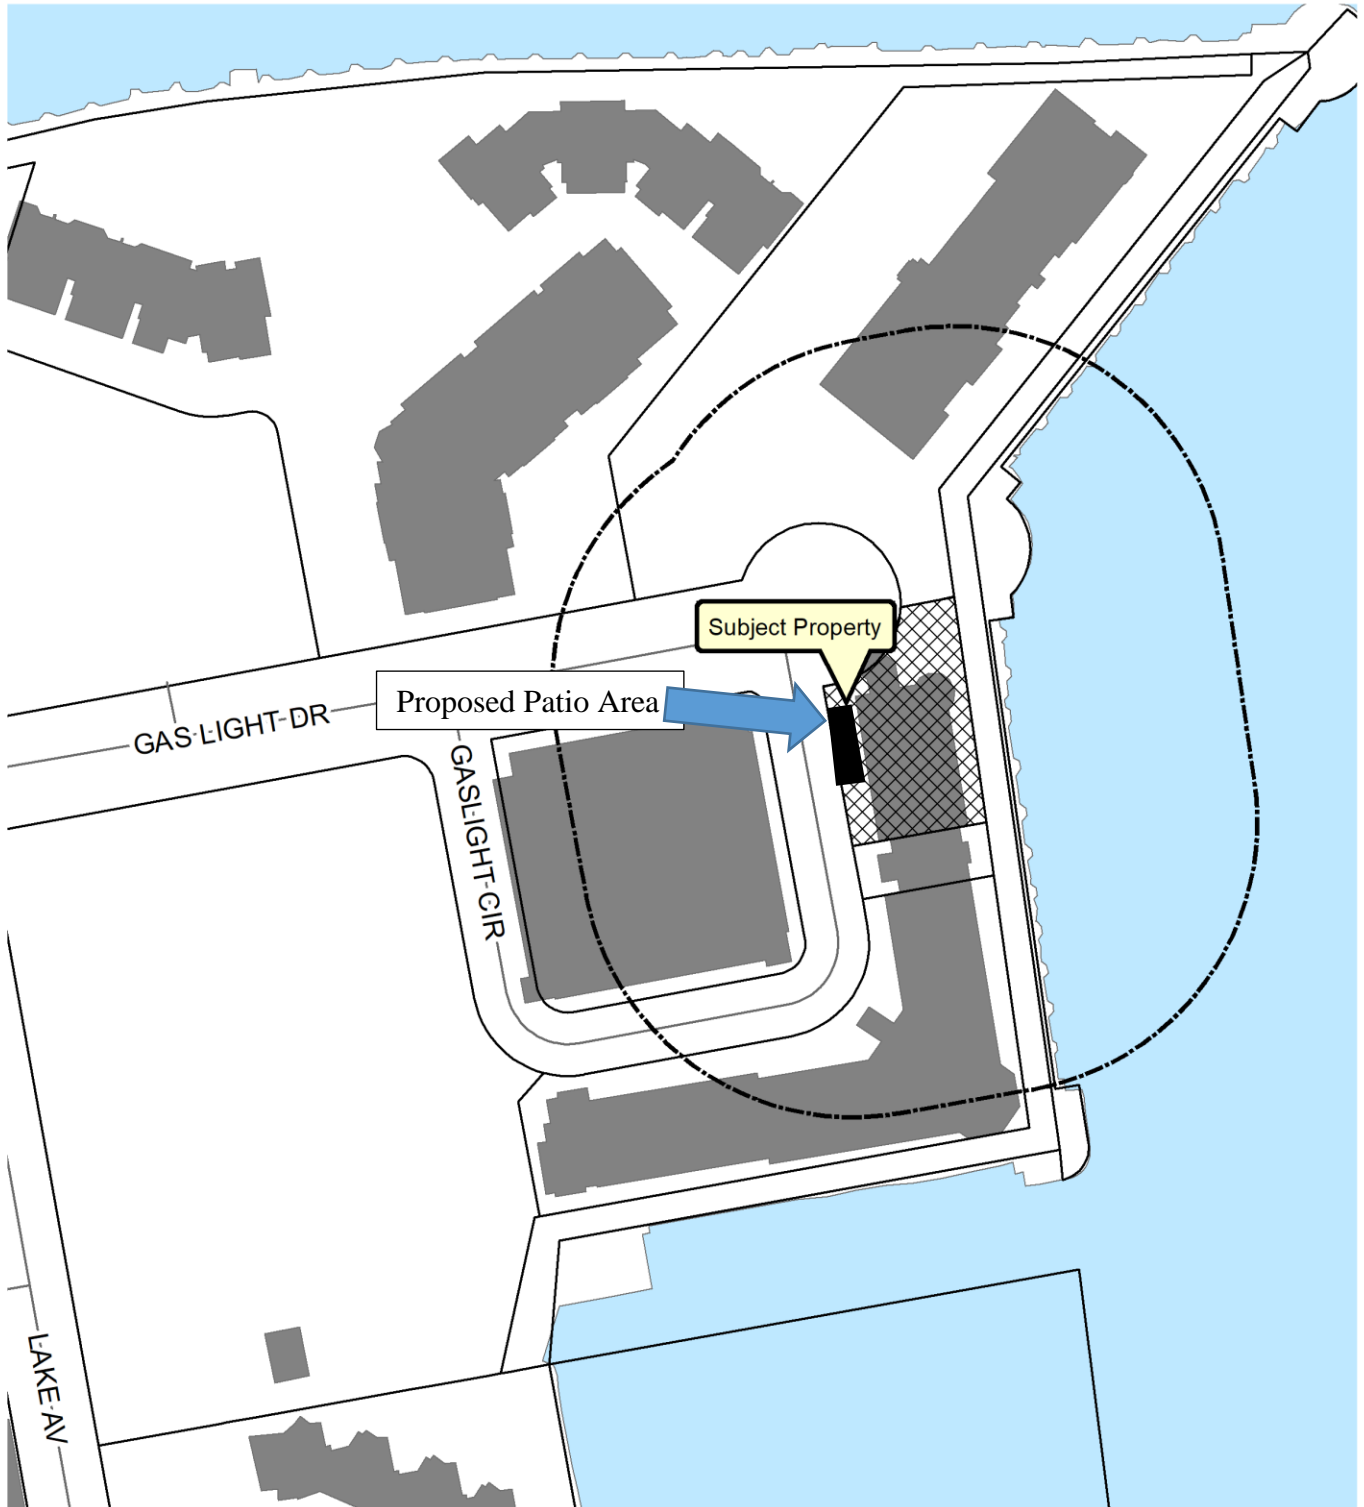 Subject Property
Proposed Patio Area
GAS LIGHT DR
GASLIGHT CIR
LAKE AV